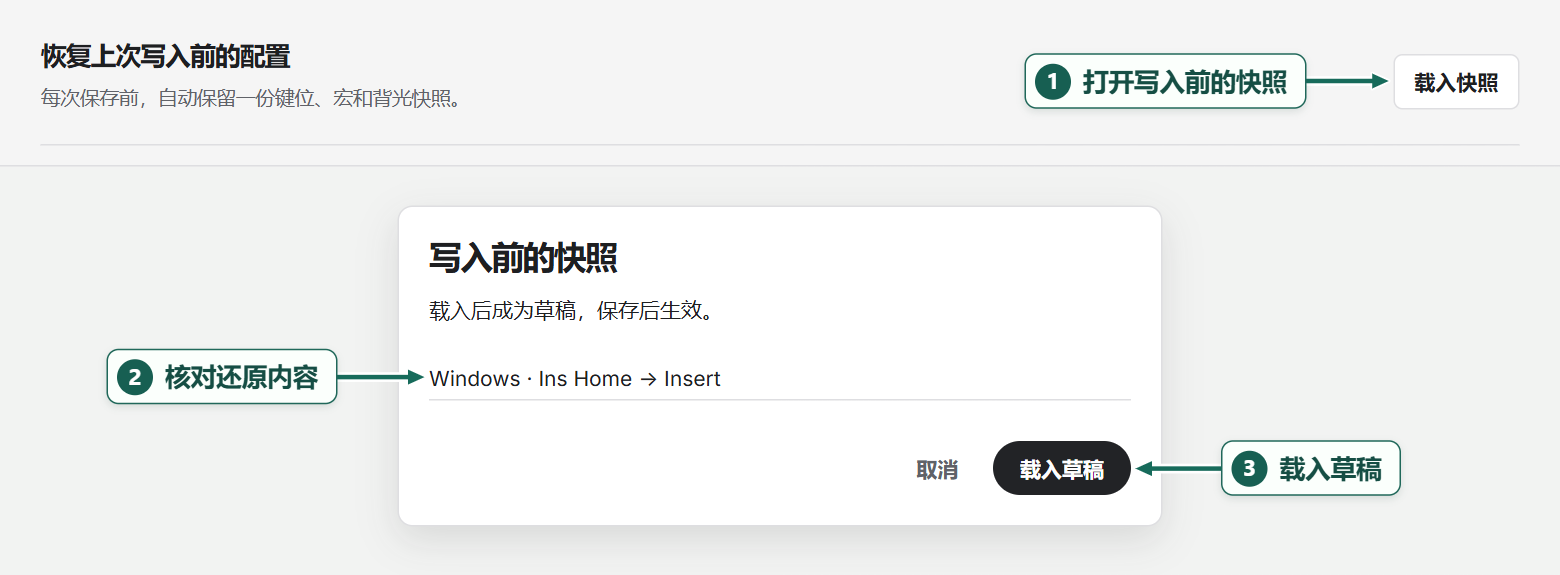 恢复上次写入前的配置
每次保存前，自动保留一份键位、宏和背光快照。
1 打开写入前的快照
载入快照
写入前的快照
载入后成为草稿，保存后生效。
2 核对还原内容
Windows · Ins Home → Insert
取消
载入草稿
3 载入草稿